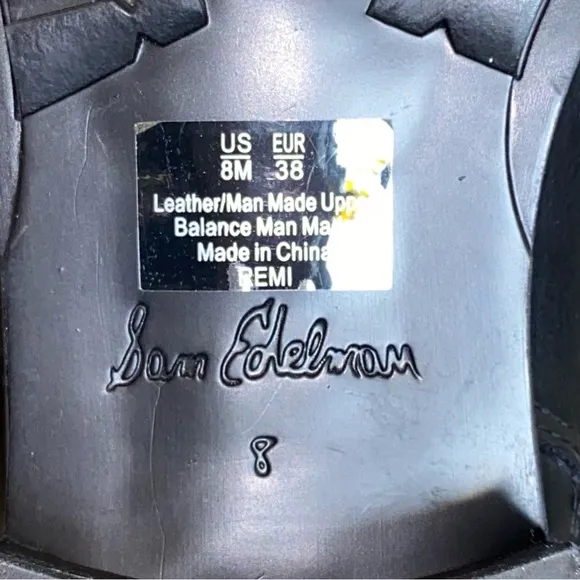 US EUR
8M 38
Leather/Man Made Upp
Balance Man Ma
Made in China
REMI
Sam Edelman
8